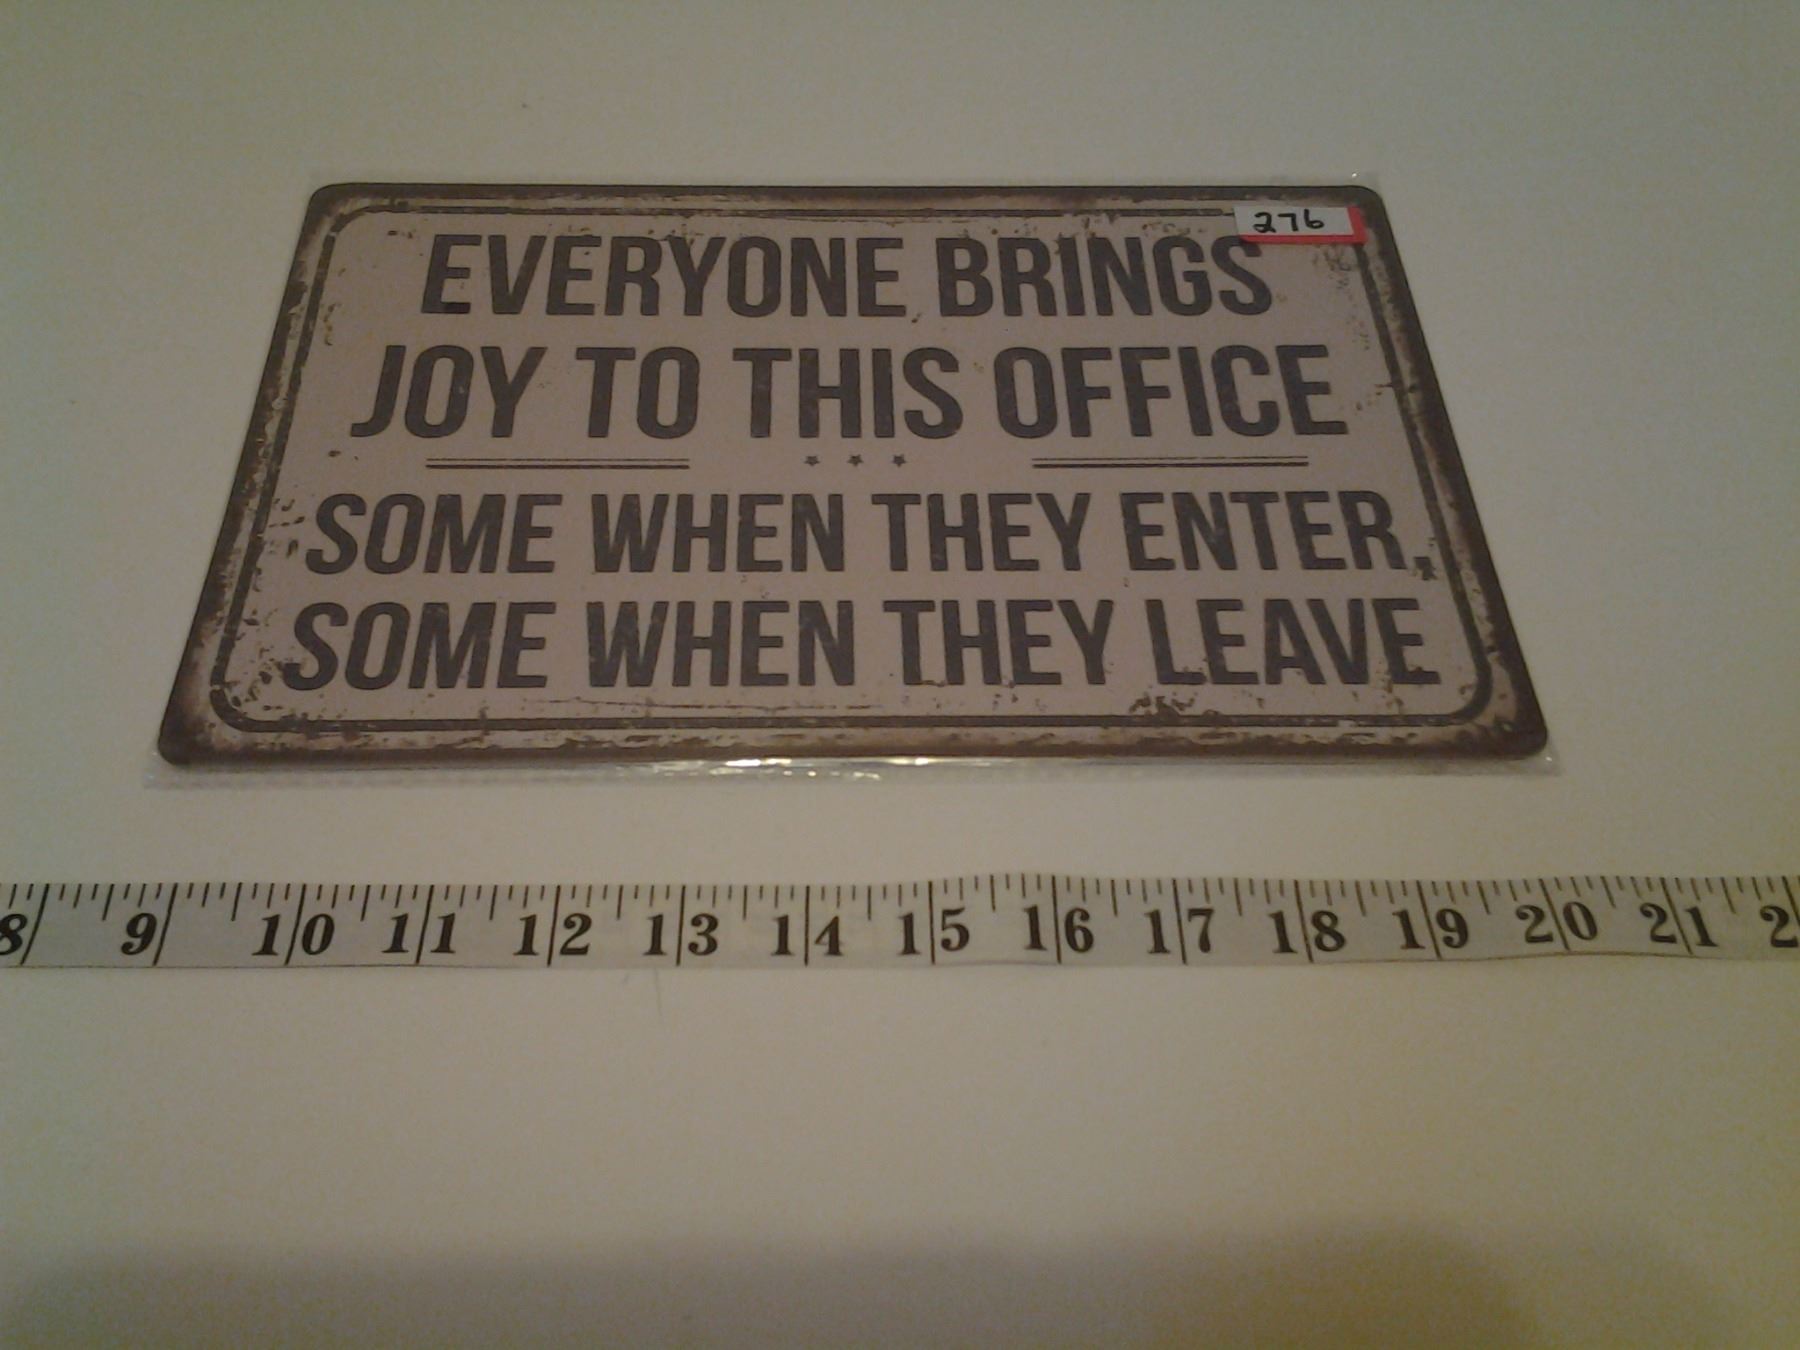 276
EVERYONE BRINGS
JOY TO THIS OFFICE
SOME WHEN THEY ENTER,
SOME WHEN THEY LEAVE
8 9 10 11 12 13 14 15 16 17 18 19 20 21 2